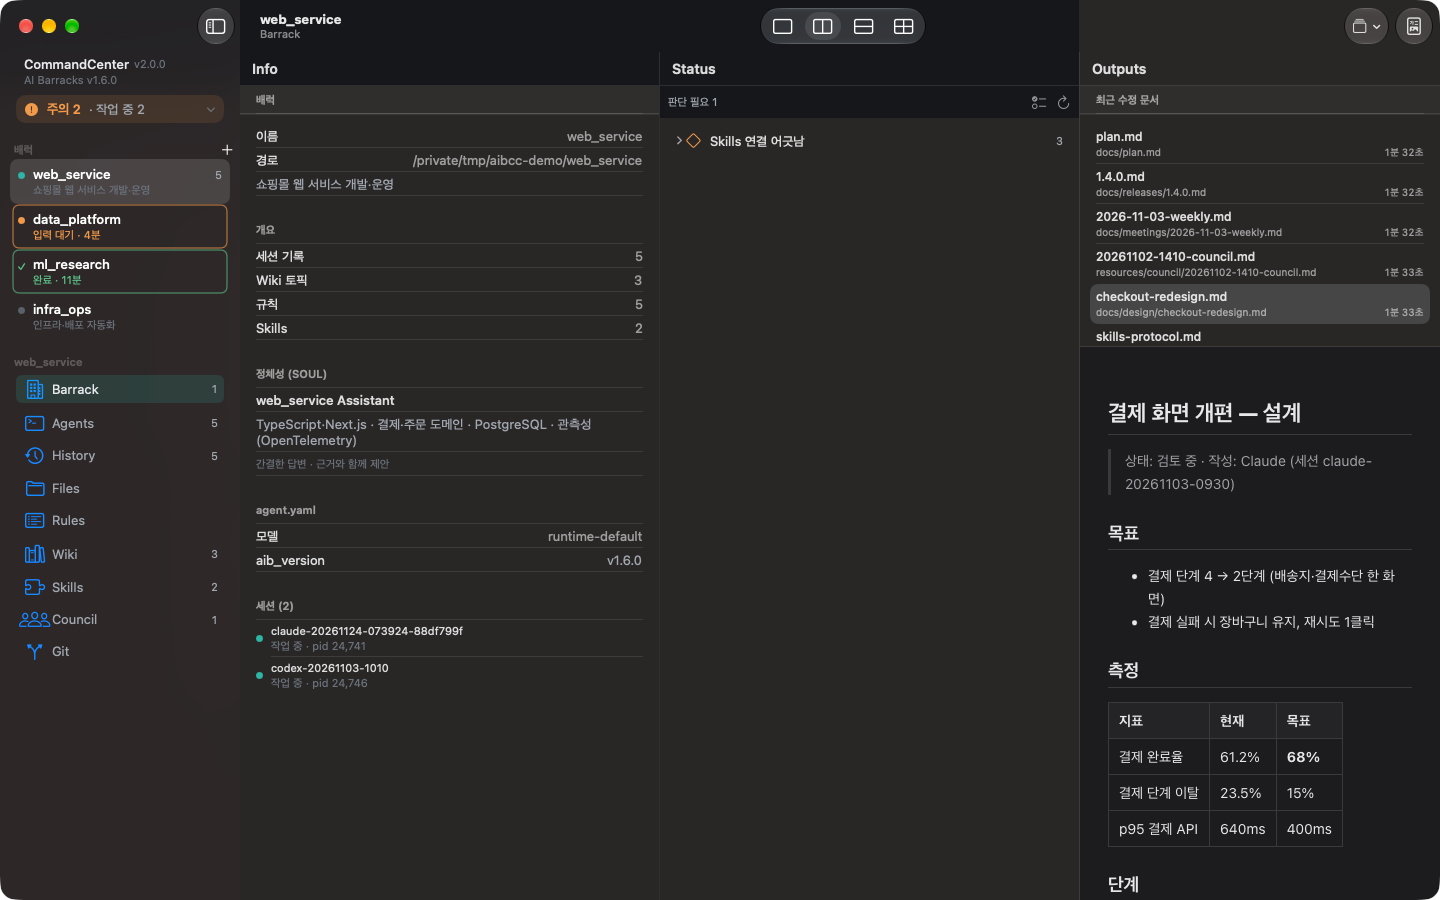 CommandCenter v2.0.0
AI Barracks v1.6.0
주의 2 · 작업 중 2
배럭
web_service 5
쇼핑몰 웹 서비스 개발·운영
data_platform
입력 대기 · 4분
ml_research
완료 · 11분
infra_ops
인프라·배포 자동화
web_service
Barrack 1
Agents 5
History 5
Files
Rules
Wiki 3
Skills 2
Council 1
Git
web_service
Barrack
Info
배럭
이름 web_service
경로 /private/tmp/aibcc-demo/web_service
쇼핑몰 웹 서비스 개발·운영
개요
세션 기록 5
Wiki 토픽 3
규칙 5
Skills 2
정체성 (SOUL)
web_service Assistant
TypeScript·Next.js · 결제·주문 도메인 · PostgreSQL · 관측성
(OpenTelemetry)
간결한 답변 · 근거와 함께 제안
agent.yaml
모델 runtime-default
aib_version v1.6.0
세션 (2)
claude-20261124-073924-88df799f
작업 중 · pid 24,741
codex-20261103-1010
작업 중 · pid 24,746
Status
판단 필요 1
Skills 연결 어긋남 3
Outputs
최근 수정 문서
plan.md
docs/plan.md 1분 32초
1.4.0.md
docs/releases/1.4.0.md 1분 32초
2026-11-03-weekly.md
docs/meetings/2026-11-03-weekly.md 1분 32초
20261102-1410-council.md
resources/council/20261102-1410-council.md 1분 33초
checkout-redesign.md
docs/design/checkout-redesign.md 1분 33초
skills-protocol.md
결제 화면 개편 — 설계
상태: 검토 중 · 작성: Claude (세션 claude-
20261103-0930)
목표
• 결제 단계 4 → 2단계 (배송지·결제수단 한 화
면)
• 결제 실패 시 장바구니 유지, 재시도 1클릭
측정
지표 현재 목표
결제 완료율 61.2% 68%
결제 단계 이탈 23.5% 15%
p95 결제 API 640ms 400ms
단계